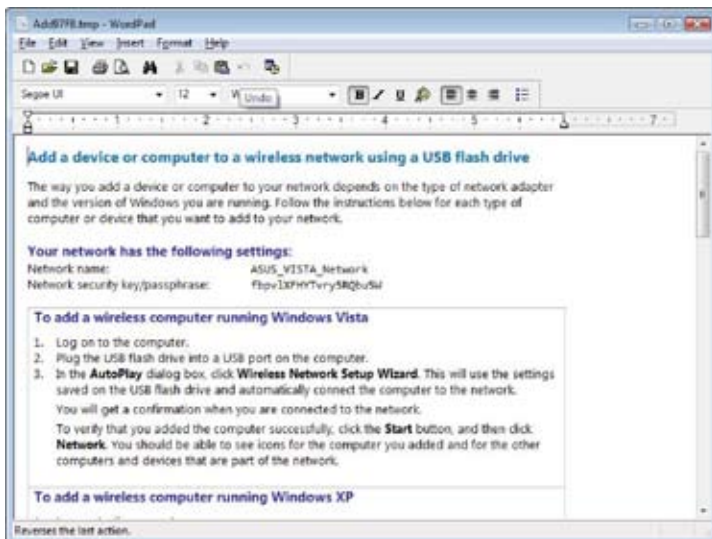 Add87F8.tmp - WordPad
File Edit View Insert Format Help
Segoe UI 12 W
Undo
1 2 3 4 5 7
Add a device or computer to a wireless network using a USB flash drive
The way you add a device or computer to your network depends on the type of network adapter
and the version of Windows you are running. Follow the instructions below for each type of
computer or device that you want to add to your network.
Your network has the following settings:
Network name: ASUS_VISTA_Network
Network security key/passphrase:
To add a wireless computer running Windows Vista
1. Log on to the computer.
2. Plug the USB flash drive into a USB port on the computer.
3. In the AutoPlay dialog box, click Wireless Network Setup Wizard. This will use the settings
saved on the USB flash drive and automatically connect the computer to the network.
You will get a confirmation when you are connected to the network.
To verify that you added the computer successfully, click the Start button, and then click
Network. You should be able to see icons for the computer you added and for the other
computers and devices that are part of the network.
To add a wireless computer running Windows XP
Reverses the last action.